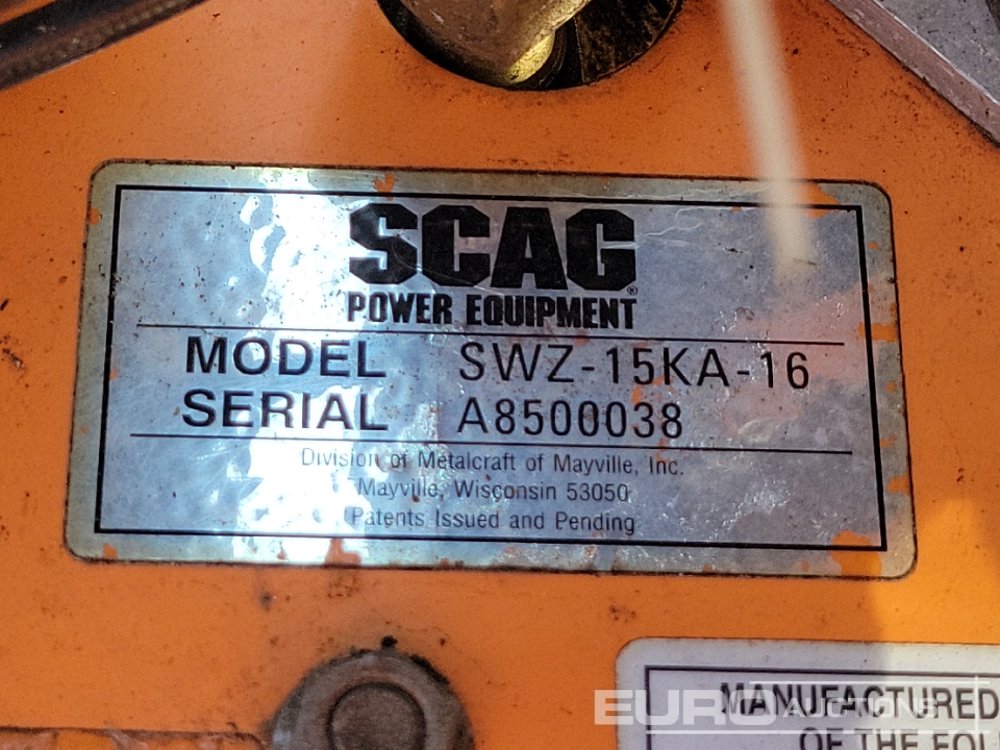 SCAG®
POWER EQUIPMENT
MODEL SWZ-15KA-16
SERIAL A8500038
Division of Metalcraft of Mayville, Inc.
Mayville, Wisconsin 53050
Patents Issued and Pending
MANUFACTURED
OF THE FOL
EURO AUCTIONS